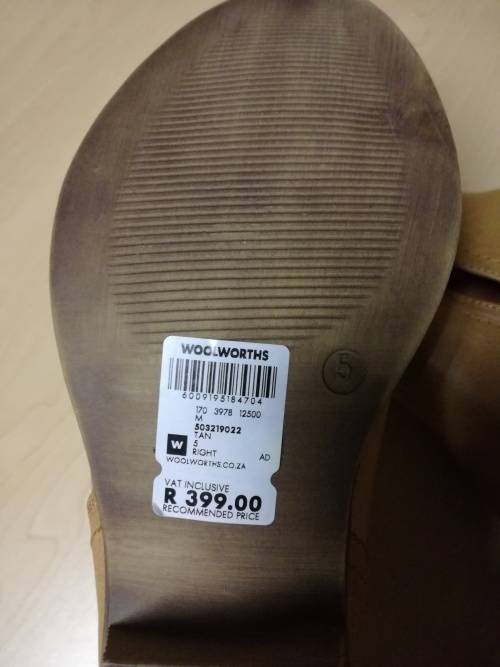 WOOLWORTHS
6009195184704
170 3978 12500
M
503219022
TAN
W 5
RIGHT AD
WOOLWORTHS.CO.ZA
VAT INCLUSIVE
R 399.00
RECOMMENDED PRICE
5